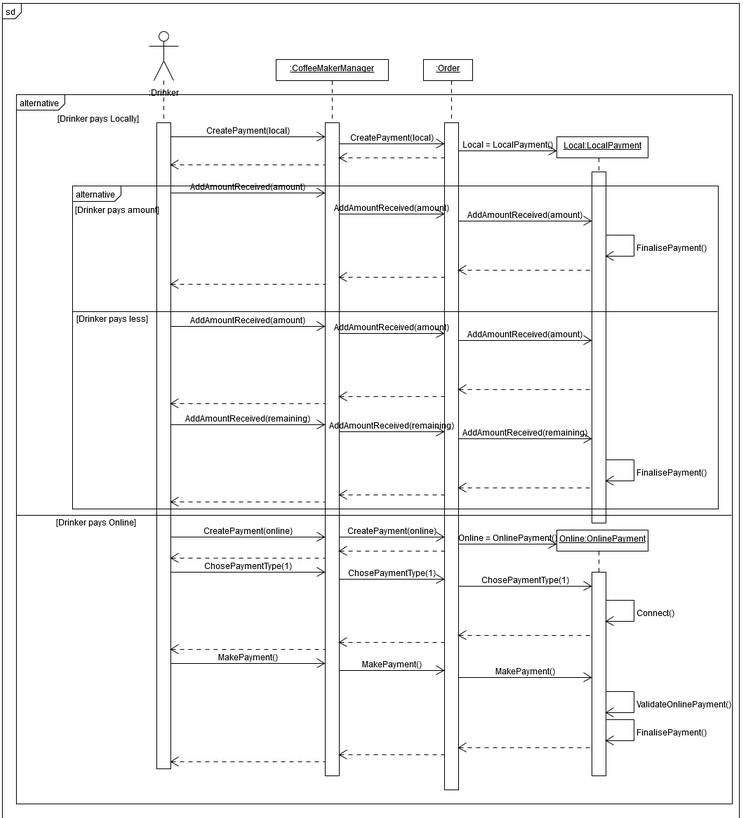 sd
:Drinker
:CoffeeMakerManager
:Order
alternative
[Drinker pays Locally]
CreatePayment(local)
CreatePayment(local)
Local = LocalPayment()
Local:LocalPayment
alternative
[Drinker pays amount]
AddAmountReceived(amount)
AddAmountReceived(amount)
AddAmountReceived(amount)
FinalisePayment()
[Drinker pays less]
AddAmountReceived(amount)
AddAmountReceived(amount)
AddAmountReceived(amount)
AddAmountReceived(remaining)
AddAmountReceived(remaining)
AddAmountReceived(remaining)
FinalisePayment()
[Drinker pays Online]
CreatePayment(online)
CreatePayment(online)
Online = OnlinePayment()
Online:OnlinePayment
ChosePaymentType(1)
ChosePaymentType(1)
ChosePaymentType(1)
Connect()
MakePayment()
MakePayment()
MakePayment()
ValidateOnlinePayment()
FinalisePayment()